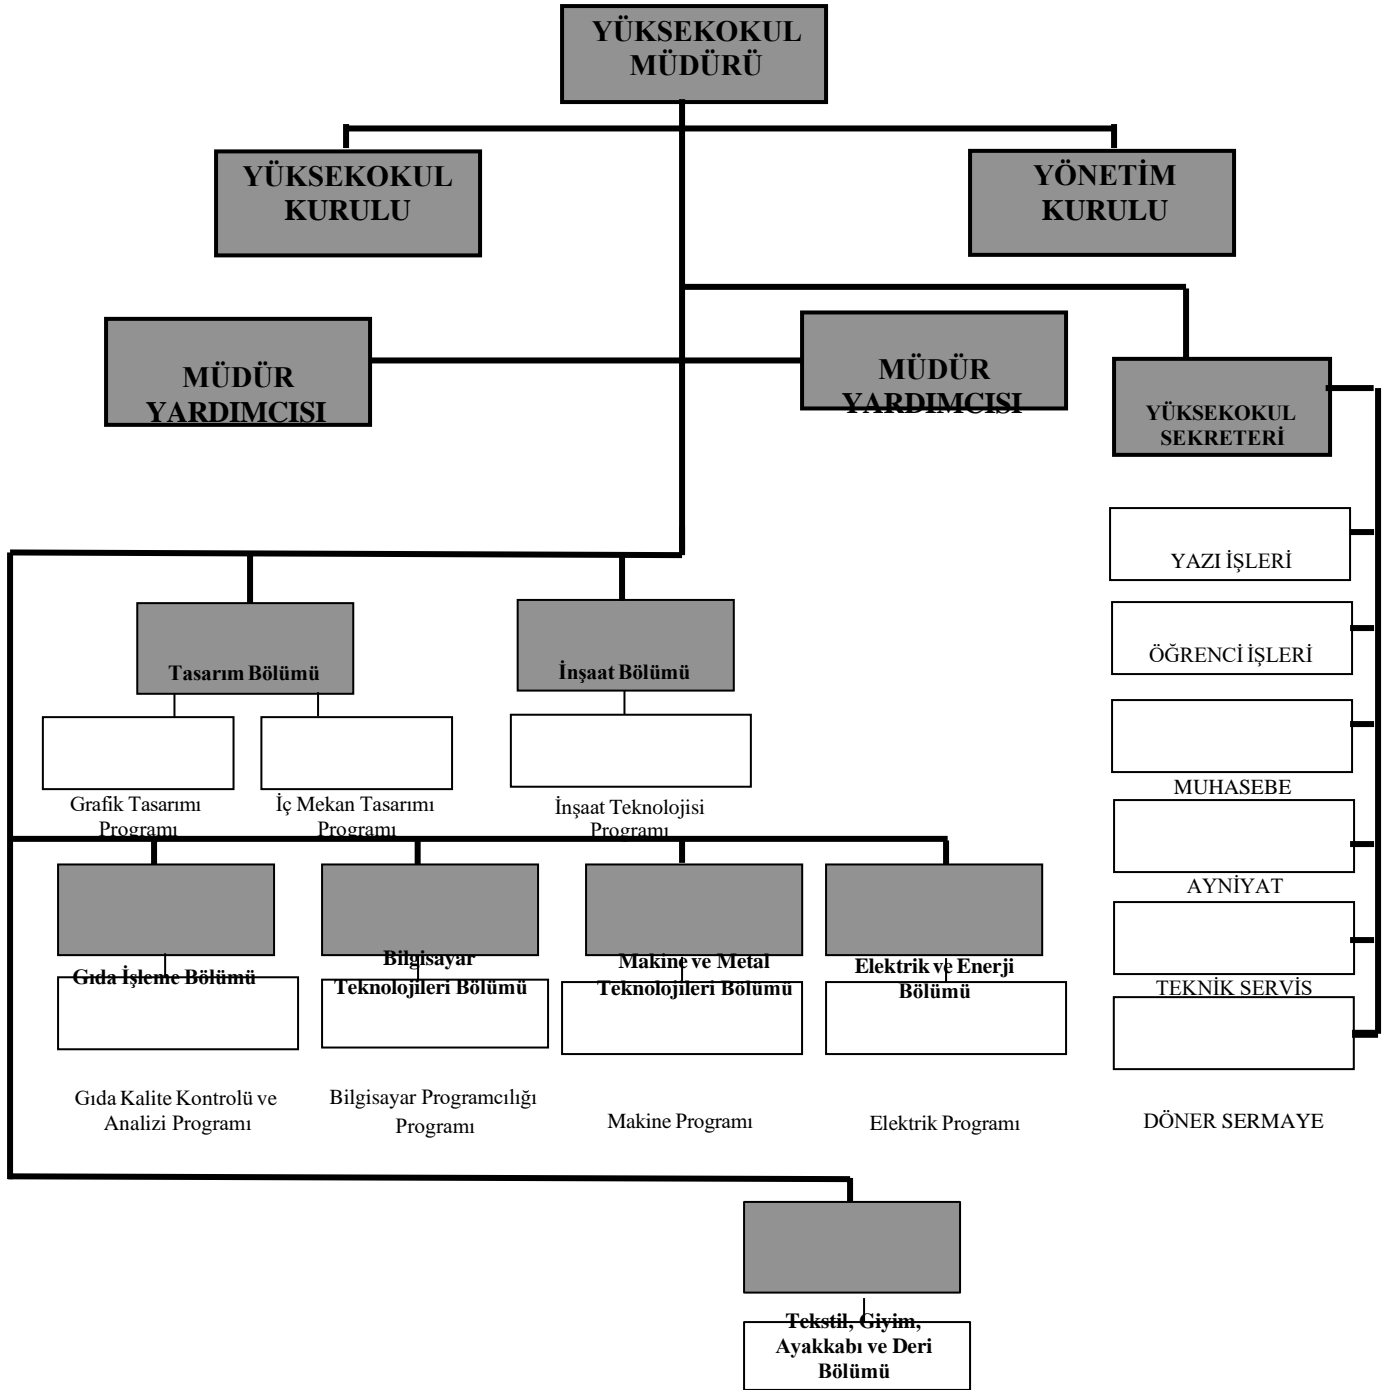 YÜKSEKOKUL
MÜDÜRÜ
YÜKSEKOKUL
KURULU
YÖNETİM
KURULU
MÜDÜR
YARDIMCISI
MÜDÜR
YARDIMCISI
YÜKSEKOKUL
SEKRETERİ
YAZI İŞLERİ
ÖĞRENCİ İŞLERİ
MUHASEBE
AYNİYAT
TEKNİK SERVİS
DÖNER SERMAYE
Tasarım Bölümü
İnşaat Bölümü
Grafik Tasarımı
Programı
İç Mekan Tasarımı
Programı
İnşaat Teknolojisi
Programı
Gıda İşleme Bölümü
Bilgisayar
Teknolojileri Bölümü
Makine ve Metal
Teknolojileri Bölümü
Elektrik ve Enerji
Bölümü
Gıda Kalite Kontrolü ve
Analizi Programı
Bilgisayar Programcılığı
Programı
Makine Programı
Elektrik Programı
Tekstil, Giyim,
Ayakkabı ve Deri
Bölümü